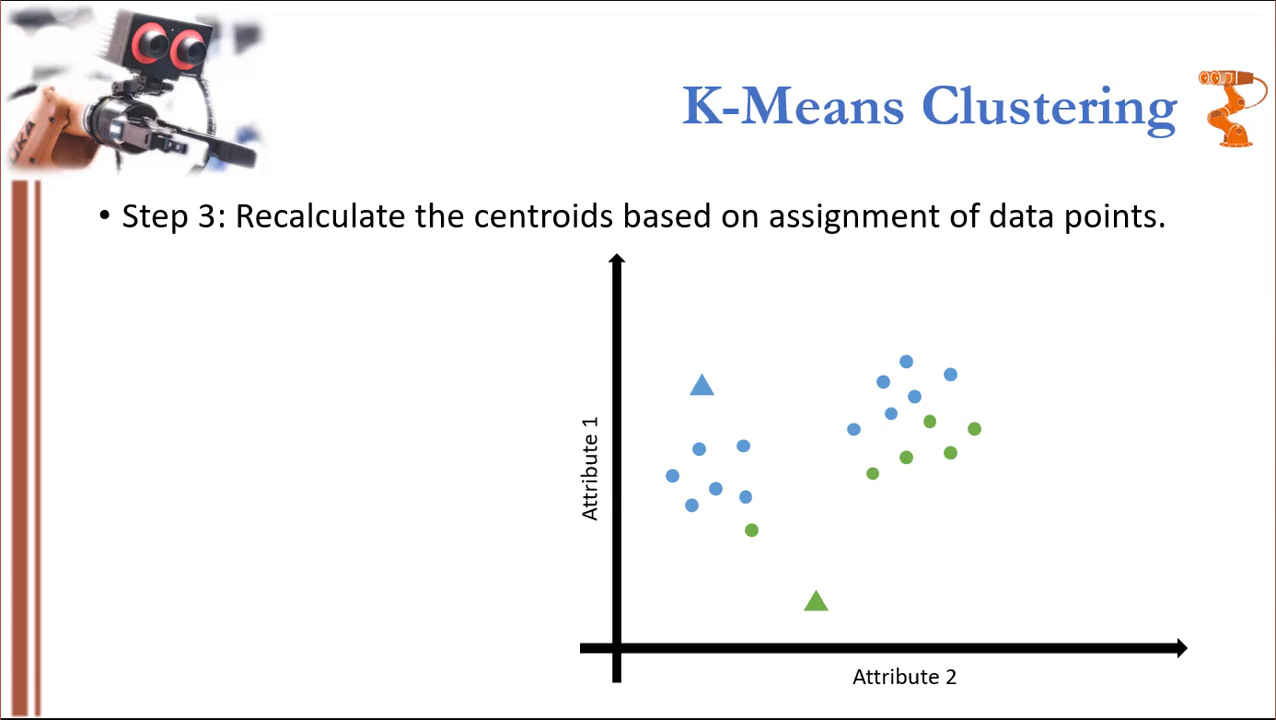 K-Means Clustering
• Step 3: Recalculate the centroids based on assignment of data points.
Attribute 1
Attribute 2